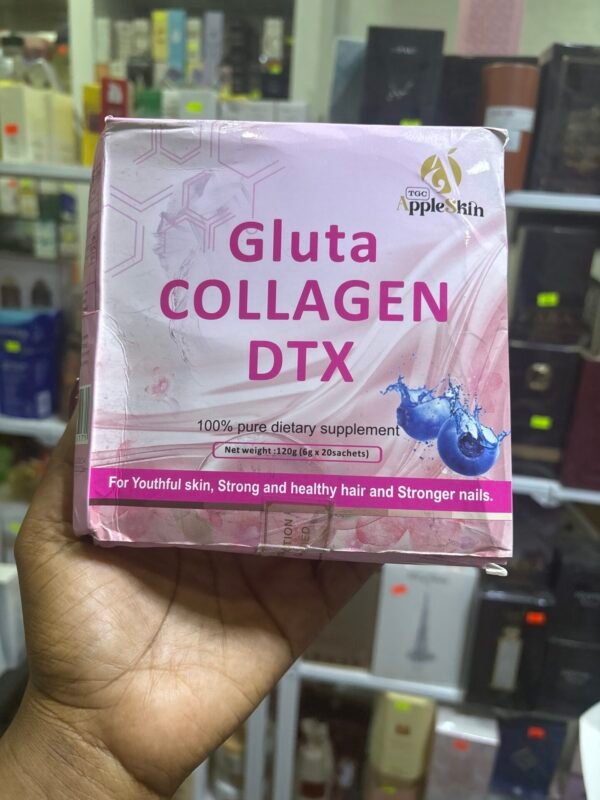 TGC
AppleSkin
Gluta
COLLAGEN
DTX
100% pure dietary supplement
Net weight :120g (6g x 20sachets)
For Youthful skin, Strong and healthy hair and Stronger nails.